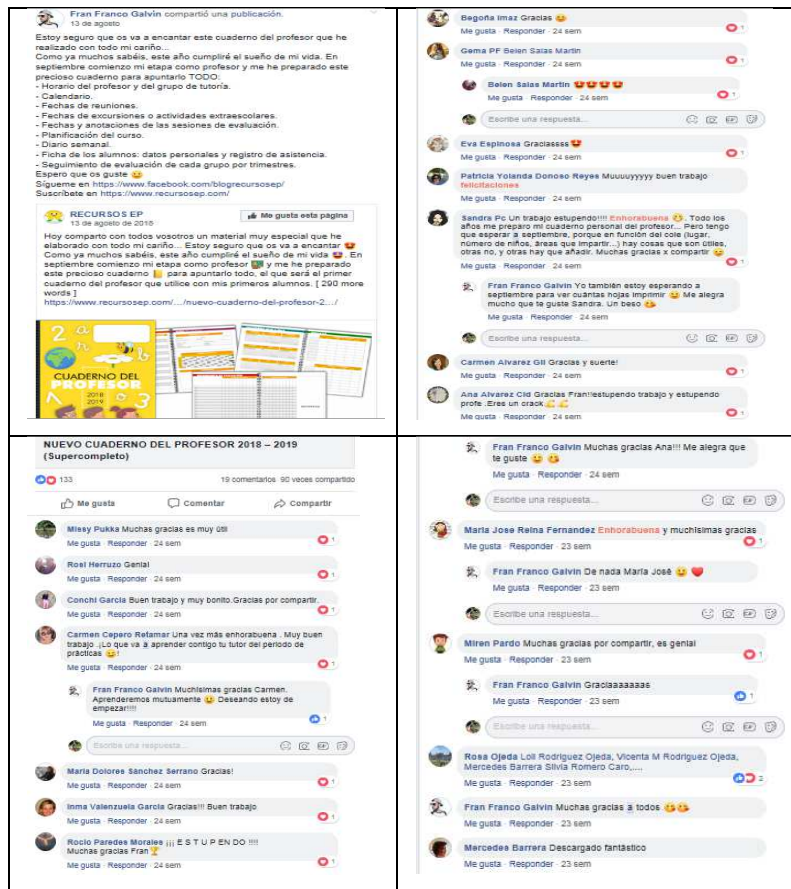 Fran Franco Galvín compartió una publicación.
13 de agosto
Estoy seguro que os va a encantar este cuaderno del profesor que he
realizado con todo mi cariño...
Como ya muchos sabéis, este año cumpliré el sueño de mi vida. En
septiembre comienzo mi etapa como profesor y me he preparado este
precioso cuaderno para apuntarlo TODO:
- Horario del profesor y del grupo de tutoría.
- Calendario.
- Fechas de reuniones.
- Fechas de excursiones o actividades extraescolares.
- Fechas y anotaciones de las sesiones de evaluación.
- Planificación del curso.
- Diario semanal.
- Ficha de los alumnos: datos personales y registro de asistencia.
- Seguimiento de evaluación de cada grupo por trimestres.
Espero que os guste 😉
Sígueme en https://www.facebook.com/blogrecursosep/
Suscríbete en https://www.recursosep.com/
RECURSOS EP
Me gusta esta página
13 de agosto de 2018
Hoy comparto con todos vosotros un material muy especial que he
elaborado con todo mi cariño... Estoy seguro que os va a encantar 😍
Como ya muchos sabéis, este año cumpliré el sueño de mi vida 😍. En
septiembre comienzo mi etapa como profesor 👨‍🏫 y me he preparado este
precioso cuaderno 📒 para apuntarlo todo, el que será el primer
cuaderno del profesor que utilice con mis primeros alumnos. [ 290 more
words ]
https://www.recursosep.com/.../nuevo-cuaderno-del-profesor-2.../
CUADERNO DEL
PROFESOR
2018
2019
Begoña Imaz Gracias 😊
Me gusta · Responder · 24 sem
1
Gema PF Belen Salas Martin
Me gusta · Responder · 24 sem
Belen Salas Martin 😍😍😍😍
Me gusta · Responder · 24 sem
1
Escribe una respuesta...
Eva Espinosa Graciassss 😍
Me gusta · Responder · 24 sem
1
Patricia Yolanda Donoso Reyes Muuuyyyyy buen trabajo
felicitaciones
Me gusta · Responder · 24 sem
Sandra Pc Un trabajo estupendo!!!! Enhorabuena 👏. Todo los
años me preparo mi cuaderno personal del profesor... Pero tengo
que esperar a septiembre, porque en función del cole (lugar,
número de niños, áreas que impartir...) hay cosas que son útiles,
otras no, y otras hay que añadir. Muchas gracias x compartir 😉
Me gusta · Responder · 24 sem
1
Fran Franco Galvín Yo también estoy esperando a
septiembre para ver cuántas hojas imprimir 😉 Me alegra
mucho que te guste Sandra. Un beso 😘
Me gusta · Responder · 24 sem
Escribe una respuesta...
Carmen Alvarez Gil Gracias y suerte!
Me gusta · Responder · 24 sem
1
Ana Alvarez Cid Gracias Fran!!estupendo trabajo y estupendo
profe .Eres un crack 💪💪
Me gusta · Responder · 24 sem
1
NUEVO CUADERNO DEL PROFESOR 2018 – 2019
(Supercompleto)
133
19 comentarios 90 veces compartido
Me gusta
Comentar
Compartir
Missy Pukka Muchas gracias es muy útil
Me gusta · Responder · 24 sem
1
Rosi Herruzo Genial
Me gusta · Responder · 24 sem
1
Conchi Garcia Buen trabajo y muy bonito.Gracias por compartir.
Me gusta · Responder · 24 sem
1
Carmen Cepero Retamar Una vez más enhorabuena . Muy buen
trabajo .¡Lo que va a aprender contigo tu tutor del periodo de
prácticas 😉!
Me gusta · Responder · 24 sem
1
Fran Franco Galvín Muchísimas gracias Carmen.
Aprenderemos mutuamente 😉 Deseando estoy de
empezar!!!!
Me gusta · Responder · 24 sem
1
Escribe una respuesta...
Maria Dolores Sánchez Serrano Gracias!
Me gusta · Responder · 24 sem
1
Inma Valenzuela Garcia Gracias!!! Buen trabajo
Me gusta · Responder · 24 sem
1
Rocio Paredes Morales ¡¡¡ E S T U P EN DO !!!!
Muchas gracias Fran🏆
Me gusta · Responder · 24 sem
1
Fran Franco Galvín Muchas gracias Ana!!! Me alegra que
te guste 😉 😘
Me gusta · Responder · 24 sem
Escribe una respuesta...
Maria Jose Reina Fernandez Enhorabuena y muchísimas gracias
Me gusta · Responder · 23 sem
1
Fran Franco Galvín De nada María José 😉 ❤
Me gusta · Responder · 23 sem
Escribe una respuesta...
Miren Pardo Muchas gracias por compartir, es genial
Me gusta · Responder · 23 sem
1
Fran Franco Galvín Graciaaaaaaas
Me gusta · Responder · 23 sem
1
Escribe una respuesta...
Rosa Ojeda Loli Rodriguez Ojeda, Vicenta M Rodriguez Ojeda,
Mercedes Barrera Silvia Romero Caro,....
Me gusta · Responder · 23 sem
2
Fran Franco Galvín Muchas gracias a todos 😘😘
Me gusta · Responder · 23 sem
Mercedes Barrera Descargado fantástico
Me gusta · Responder · 23 sem